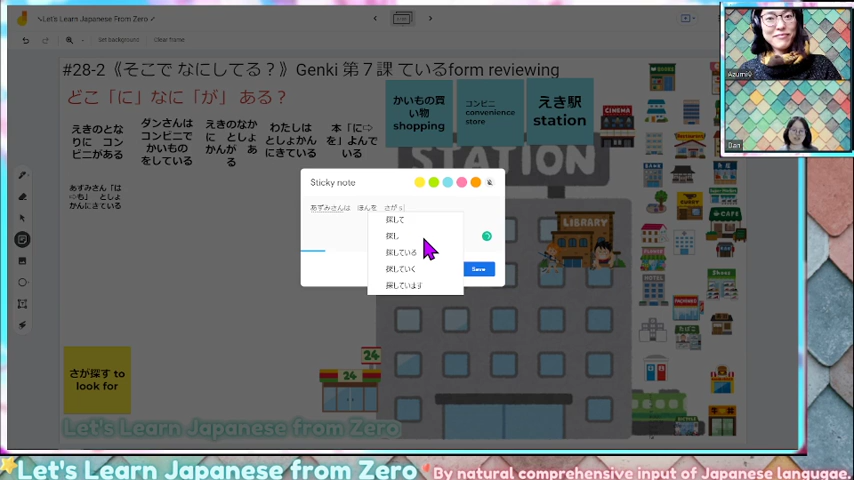 \Let's Learn Japanese From Zero ✓
Set background
Clear frame
#28-2《そこで なにしてる？》Genki 第７課 ているform reviewing
どこ「に」なに「が」 ある？
かいもの買い物 shopping
コンビニ convenience store
えき駅 station
えきのとなりに コンビニがある
ダンさんは コンビニで かいものをしている
えきのなかに としょかんが ある
わたしは としょかんにきている
本「に⇨を」よんでいる
あずみさん「は⇨も」 としょかんにきている
CINEMA
STATION
LIBRARY
CAFE
Sticky note
あずみさんは　ほんを　さがs
探して
探し
探している
探していく
探しています
Save
さが探す to look for
24
24
Azumi
Dan
Let's Learn Japanese from Zero
Let's Learn Japanese from Zero
By natural comprehensive input of Japanese langugae.